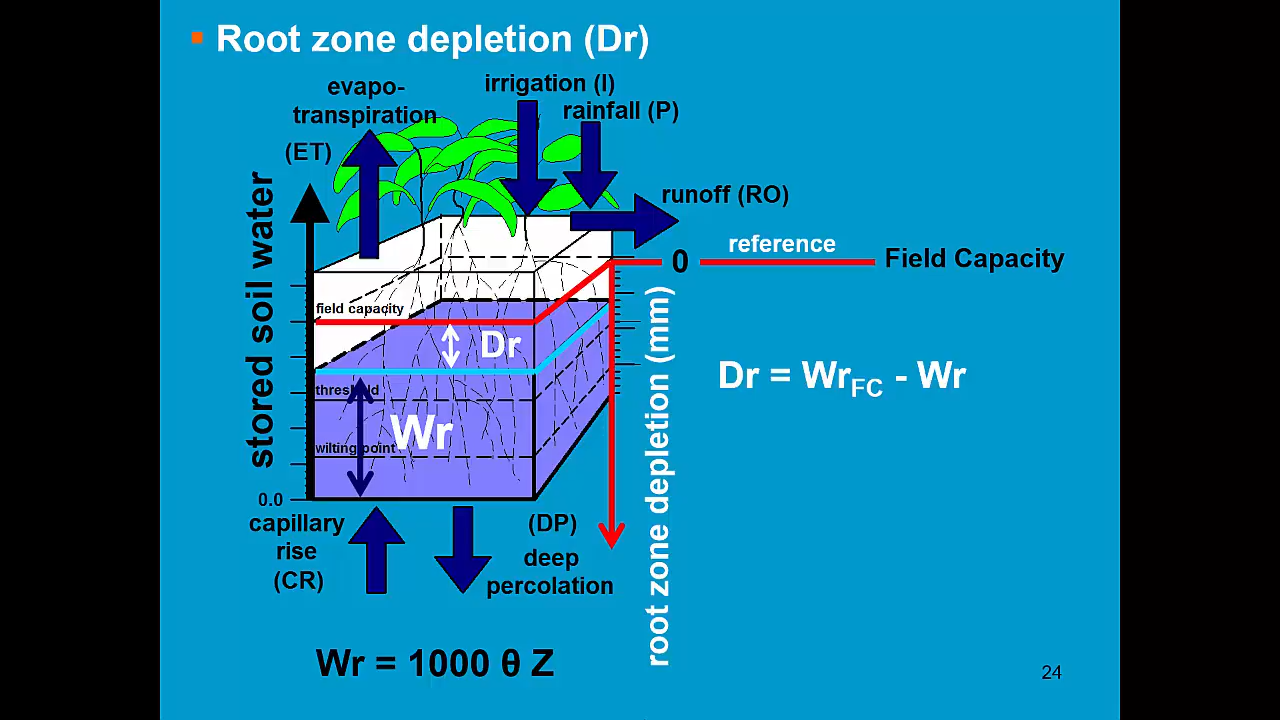 Root zone depletion (Dr)
evapo-
transpiration
(ET)
irrigation (I)
rainfall (P)
runoff (RO)
stored soil water
0
reference
Field Capacity
field capacity
Dr
threshold
Wr
wilting point
0.0
root zone depletion (mm)
Dr = WrFC - Wr
capillary
rise
(CR)
(DP)
deep
percolation
Wr = 1000 θ Z
24